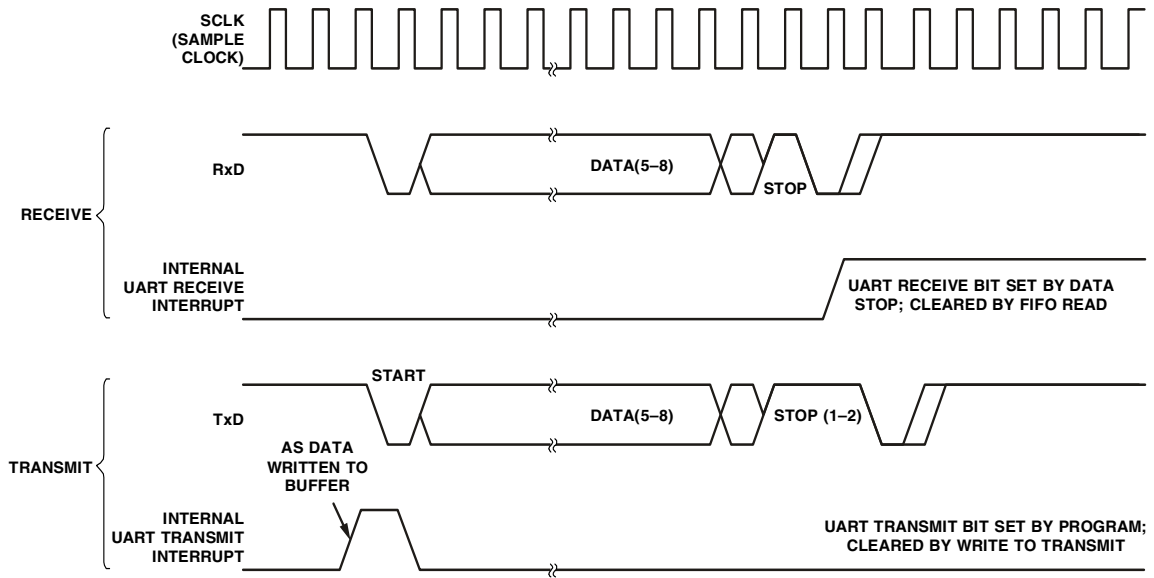 SCLK
(SAMPLE
CLOCK)
RxD
DATA(5–8)
STOP
RECEIVE
INTERNAL
UART RECEIVE
INTERRUPT
UART RECEIVE BIT SET BY DATA
STOP; CLEARED BY FIFO READ
START
TxD
DATA(5–8)
STOP (1–2)
AS DATA
WRITTEN TO
BUFFER
TRANSMIT
INTERNAL
UART TRANSMIT
INTERRUPT
UART TRANSMIT BIT SET BY PROGRAM;
CLEARED BY WRITE TO TRANSMIT